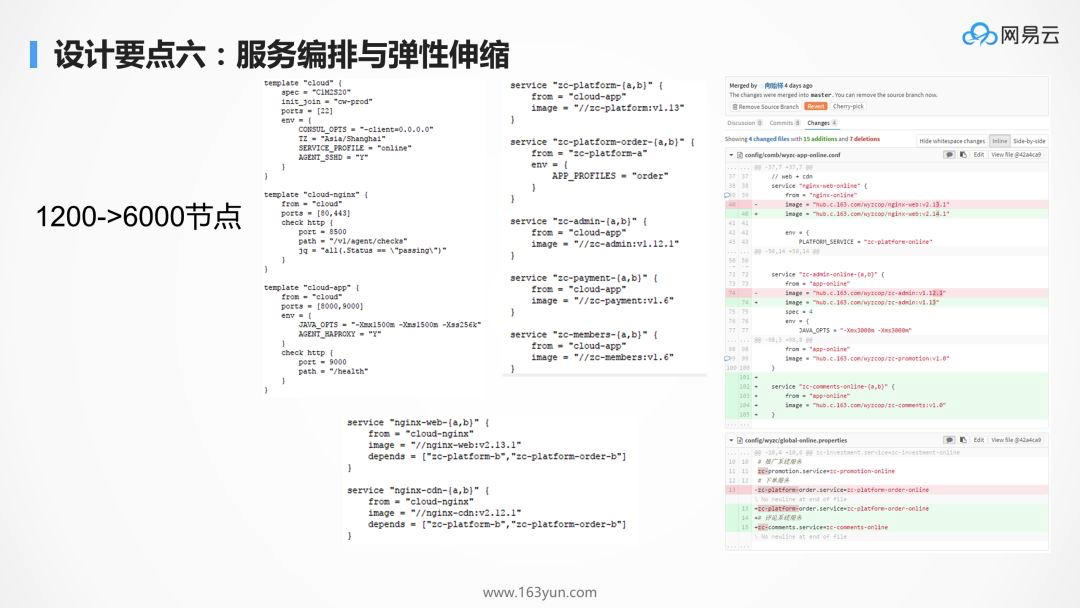 设计要点六：服务编排与弹性伸缩
网易云
1200->6000节点
template "cloud" {
spec = "C1M2S20"
init_join = "cw-prod"
ports = [22]
env = {
CONSUL_OPTS = "-client=0.0.0.0"
TZ = "Asia/Shanghai"
SERVICE_PROFILE = "online"
AGENT_SSHD = "Y"
}
}
template "cloud-nginx" {
from = "cloud"
ports = [80,443]
check http {
port = 8500
path = "/v1/agent/checks"
jq = "all(.Status == \"passing\")"
}
}
template "cloud-app" {
from = "cloud"
ports = [8000,9000]
env = {
JAVA_OPTS = "-Xmx1500m -Xms1500m -Xss256k"
AGENT_HAPROXY = "Y"
}
check http {
port = 9000
path = "/health"
}
}
service "zc-platform-{a,b}" {
from = "cloud-app"
image = "//zc-platform:v1.13"
}
service "zc-platform-order-{a,b}" {
from = "zc-platform-a"
env = {
APP_PROFILES = "order"
}
}
service "zc-admin-{a,b}" {
from = "cloud-app"
image = "//zc-admin:v1.12.1"
}
service "zc-payment-{a,b}" {
from = "cloud-app"
image = "//zc-payment:v1.6"
}
service "zc-members-{a,b}" {
from = "cloud-app"
image = "//zc-members:v1.6"
}
service "nginx-web-{a,b}" {
from = "cloud-nginx"
image = "//nginx-web:v2.13.1"
depends = ["zc-platform-b","zc-platform-order-b"]
}
service "nginx-cdn-{a,b}" {
from = "cloud-nginx"
image = "//nginx-cdn:v2.12.1"
depends = ["zc-platform-b","zc-platform-order-b"]
}
Merged by 4 days ago
The changes were merged into master. You can remove the source branch now.
Remove Source Branch Revert Cherry-pick
Discussion 0 Commits 8 Changes 4
Showing 4 changed files with 15 additions and 7 deletions
Hide whitespace changes Inline Side-by-side
config/comb/wyzc-app-online.conf Edit View file @42a4ca9
... ... @@ -37,7 +37,7 @@
37 37 // web + cdn
38 38 service "nginx-web-online" {
39 39 from = "nginx-online"
40 - image = "hub.c.163.com/wyzcop/nginx-web:v2.13.1"
40 + image = "hub.c.163.com/wyzcop/nginx-web:v2.14.1"
41 41
42 42 env = {
43 43 PLATFORM_SERVICE = "zc-platform-online"
72 72 service "zc-admin-online-{a,b}" {
73 73 from = "app-online"
74 - image = "hub.c.163.com/wyzcop/zc-admin:v1.12.1"
74 + image = "hub.c.163.com/wyzcop/zc-admin:v1.13"
75 75 spec = 4
76 76 env = {
77 77 JAVA_OPTS = "-Xmx3000m -Xms3000m"
98 98 from = "app-online"
99 99 image = "hub.c.163.com/wyzcop/zc-promotion:v1.0"
100 100 }
101 +
102 + service "zc-comments-online-{a,b}" {
103 + from = "app-online"
104 + image = "hub.c.163.com/wyzcop/zc-comments:v1.0"
105 + }
config/wyzc/global-online.properties Edit View file @42a4ca9
10 10 # 推广系统服务
11 11 zc-promotion.service=zc-promotion-online
12 12 # 下单服务
13 -zc-platform-order.service=zc-platform-order-online
\ No newline at end of file
13 +zc-platform-order.service=zc-platform-order-online
14 +# 评论系统服务
15 +zc-comments.service=zc-comments-online
\ No newline at end of file
www.163yun.com